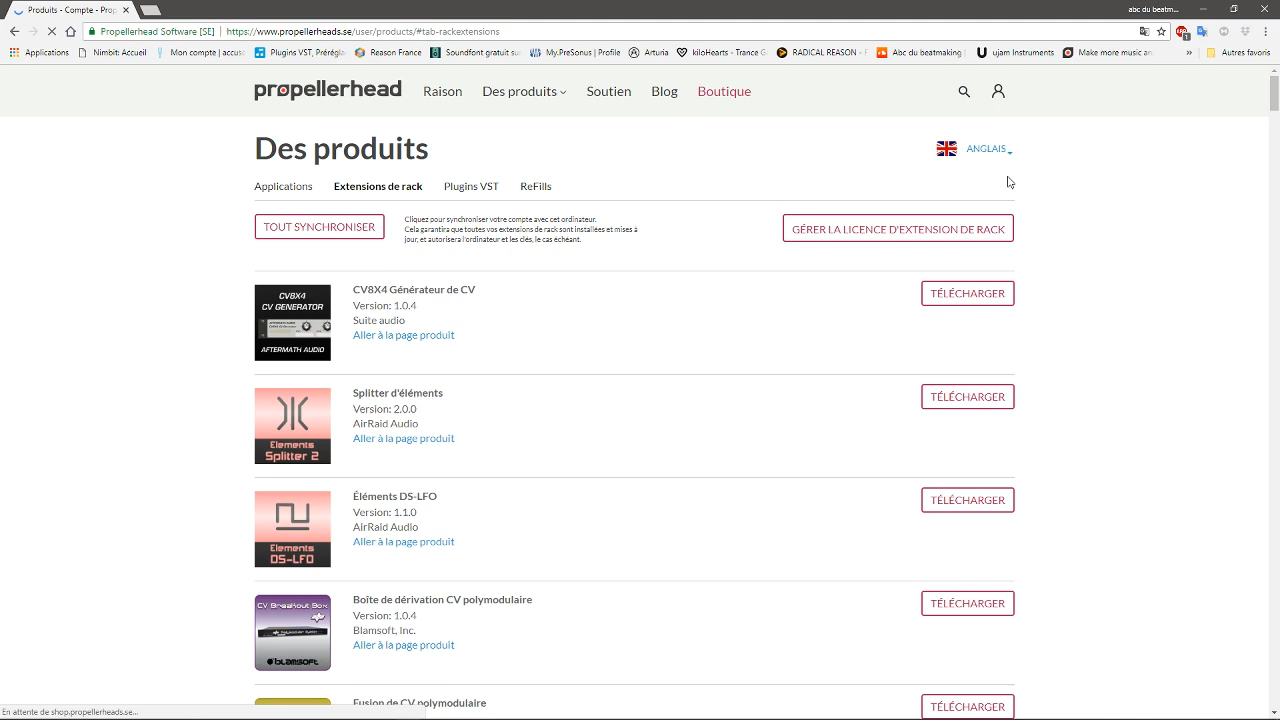 Produits - Compte - Prop
abc du beatm...
Propellerhead Software [SE]
https://www.propellerheads.se/user/products/#tab-rackextensions
Applications
Nimbiti Accueil
Mon compte | accus
Plugins VST, Préréglag
Reason France
Soundfont gratuit sur
My.PreSonus | Profile
Arturia
Hearts - Trance G
RADICAL REASON – F
Abc du beatmaking
ujam Instruments
Make more music an
»
Autres favoris
propellerhead
Raison
Des produits
Soutien
Blog
Boutique
Des produits
ANGLAIS
Applications
Extensions de rack
Plugins VST
ReFills
TOUT SYNCHRONISER
Cliquez pour synchroniser votre compte avec cet ordinateur.
Cela garantira que toutes vos extensions de rack sont installées et mises à
jour, et autorisera l'ordinateur et les clés, le cas échéant.
GÉRER LA LICENCE D'EXTENSION DE RACK
CV8X4
CV GENERATOR
AFTERMATH AUDIO
CV8X4 Générateur de CV
Version: 1.0.4
Suite audio
Aller à la page produit
TÉLÉCHARGER
Elements
Splitter 2
Splitter d'éléments
Version: 2.0.0
AirRaid Audio
Aller à la page produit
TÉLÉCHARGER
Elements
DS-LFO
Éléments DS-LFO
Version: 1.1.0
AirRaid Audio
Aller à la page produit
TÉLÉCHARGER
CV Breakout Box
blamsoft
Boîte de dérivation CV polymodulaire
Version: 1.0.4
Blamsoft, Inc.
Aller à la page produit
TÉLÉCHARGER
Fusion de CV polymodulaire
TÉLÉCHARGER
En attente de shop.propellerheads.se...